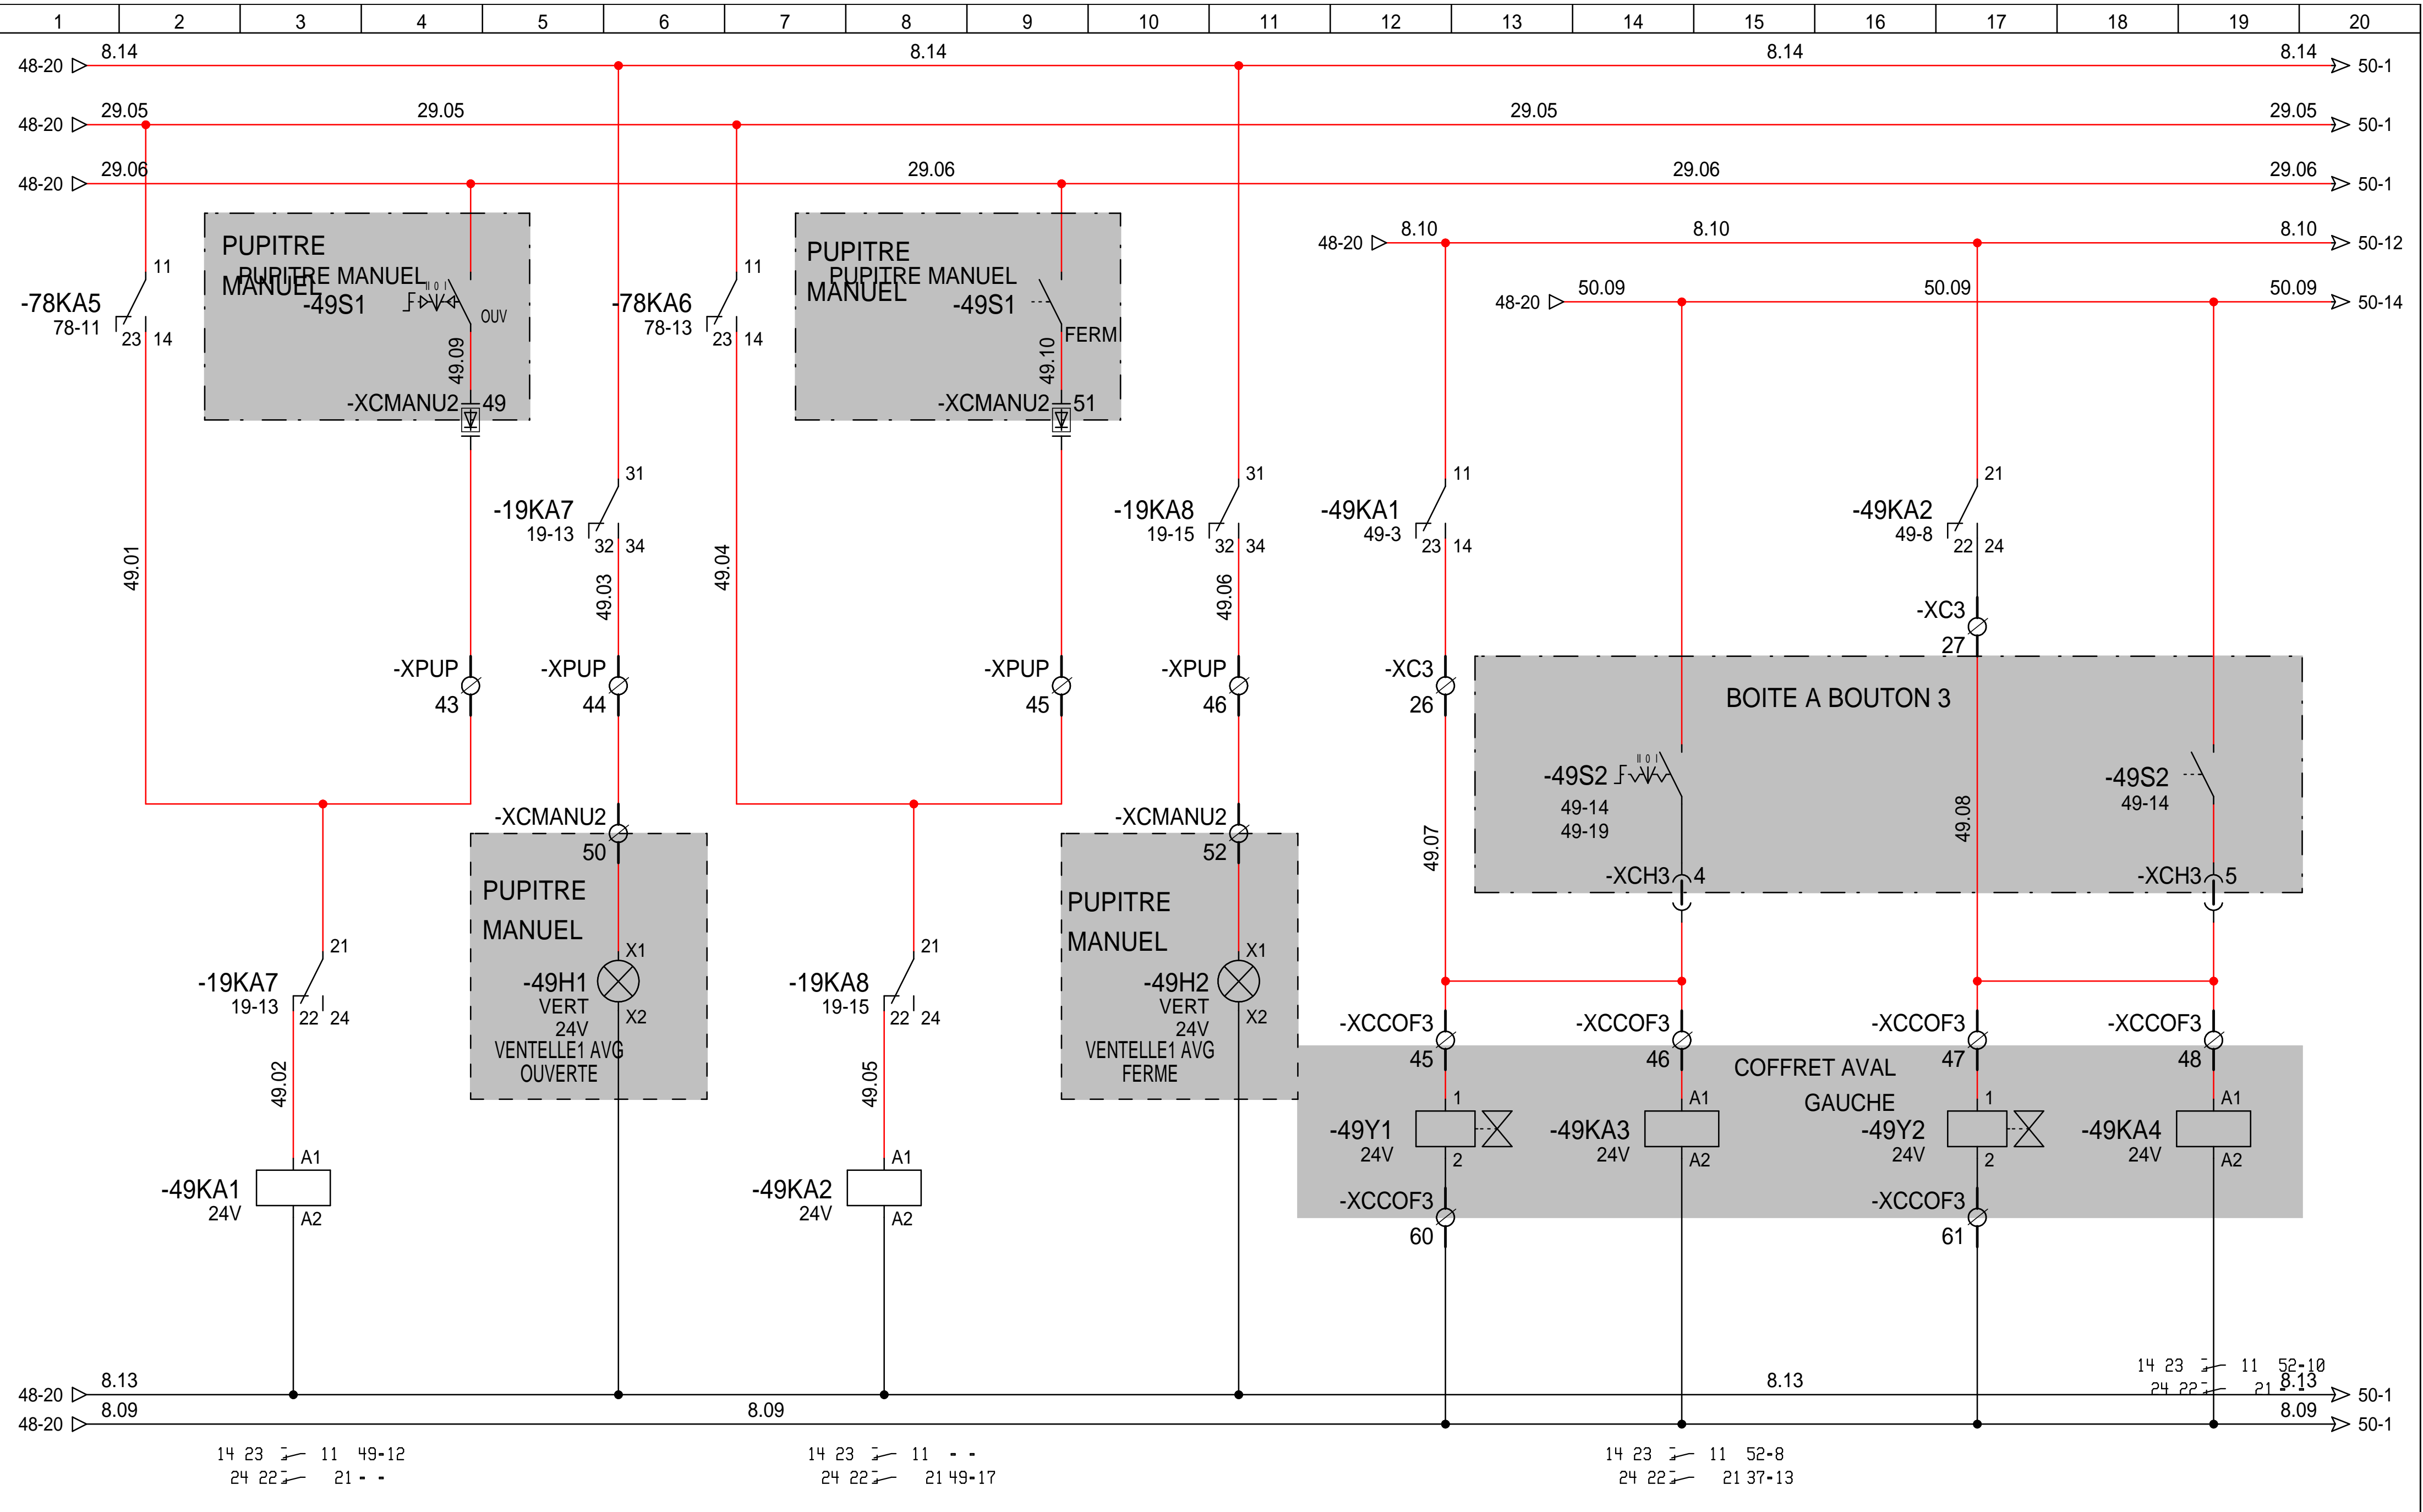 1 2 3 4 5 6 7 8 9 10 11 12 13 14 15 16 17 18 19 20
8.14 8.14 8.14 8.14
48-20 50-1
29.05 29.05 29.05 29.05
48-20 50-1
29.06 29.06 29.06 29.06
48-20 50-1
8.10 8.10 8.10
48-20 50-12
50.09 50.09 50.09
48-20 50-14
11
-78KA5
78-11
23 14
PUPITRE
MANUEL
PUPITRE MANUEL
-49S1
II 0 I
OUV
49.09
-XCMANU2 49
11
-78KA6
78-13
23 14
PUPITRE
MANUEL
PUPITRE MANUEL
-49S1
FERM
49.10
-XCMANU2 51
31
-19KA7
19-13
32 34
31
-19KA8
19-15
32 34
11
-49KA1
49-3
23 14
21
-49KA2
49-8
22 24
49.01
49.03
49.04
49.06
-XC3
27
-XPUP
43
-XPUP
44
-XPUP
45
-XPUP
46
-XC3
26
BOITE A BOUTON 3
-49S2
II 0 I
49-14
49-19
-49S2
49-14
49.07
49.08
-XCH3 4
-XCH3 5
-XCMANU2
50
-XCMANU2
52
PUPITRE
MANUEL
X1
-49H1
VERT
24V
X2
VENTELLE1 AVG
OUVERTE
PUPITRE
MANUEL
X1
-49H2
VERT
24V
X2
VENTELLE1 AVG
FERME
21
-19KA7
19-13
22 24
49.02
21
-19KA8
19-15
22 24
49.05
-XCCOF3
45
-XCCOF3
46
-XCCOF3
47
-XCCOF3
48
COFFRET AVAL
GAUCHE
1
-49Y1
24V
2
A1
-49KA3
24V
A2
1
-49Y2
24V
2
A1
-49KA4
24V
A2
-XCCOF3
60
-XCCOF3
61
A1
-49KA1
24V
A2
A1
-49KA2
24V
A2
14 23 11 52-10
24 22 21 - -
8.13 8.13 8.13
48-20 50-1
8.09 8.09 8.09
48-20 50-1
14 23 11 49-12
24 22 21 - -
14 23 11 - -
24 22 21 49-17
14 23 11 52-8
24 22 21 37-13